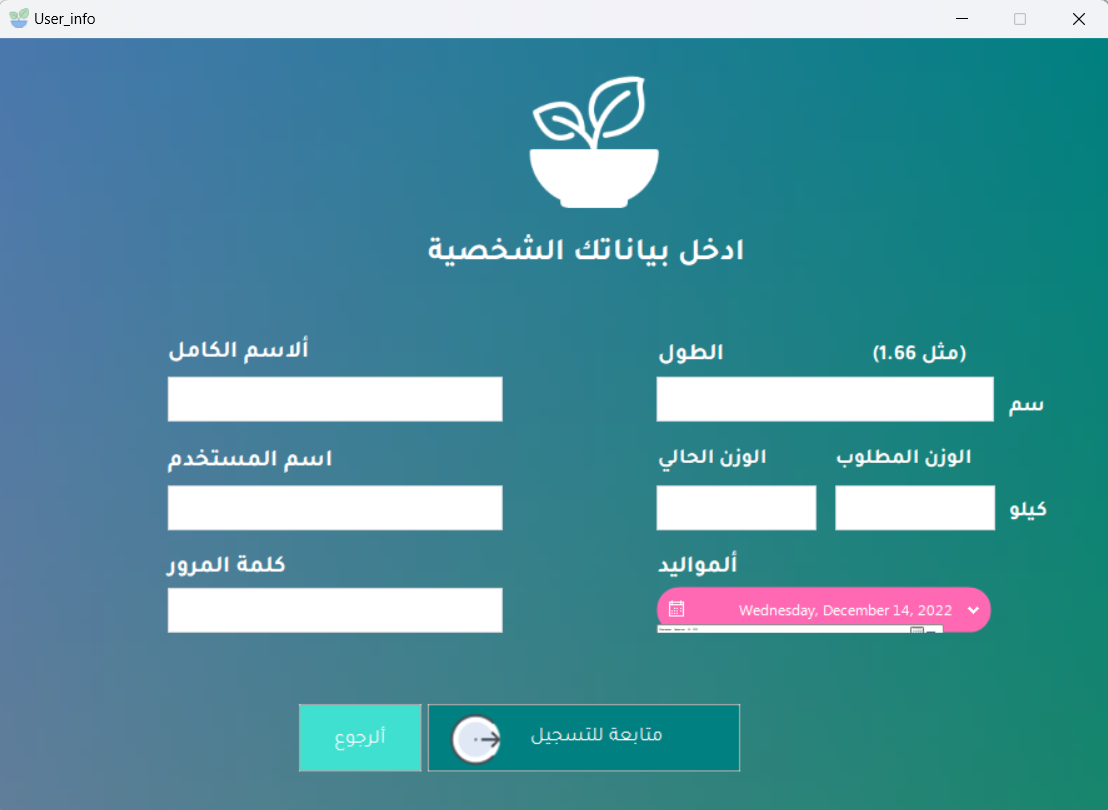 User_info
ادخل بياناتك الشخصية
ألاسم الكامل
الطول (مثل 1.66)
سم
اسم المستخدم
الوزن الحالي
الوزن المطلوب
كيلو
كلمة المرور
ألمواليد
Wednesday, December 14, 2022
ألرجوع
متابعة للتسجيل